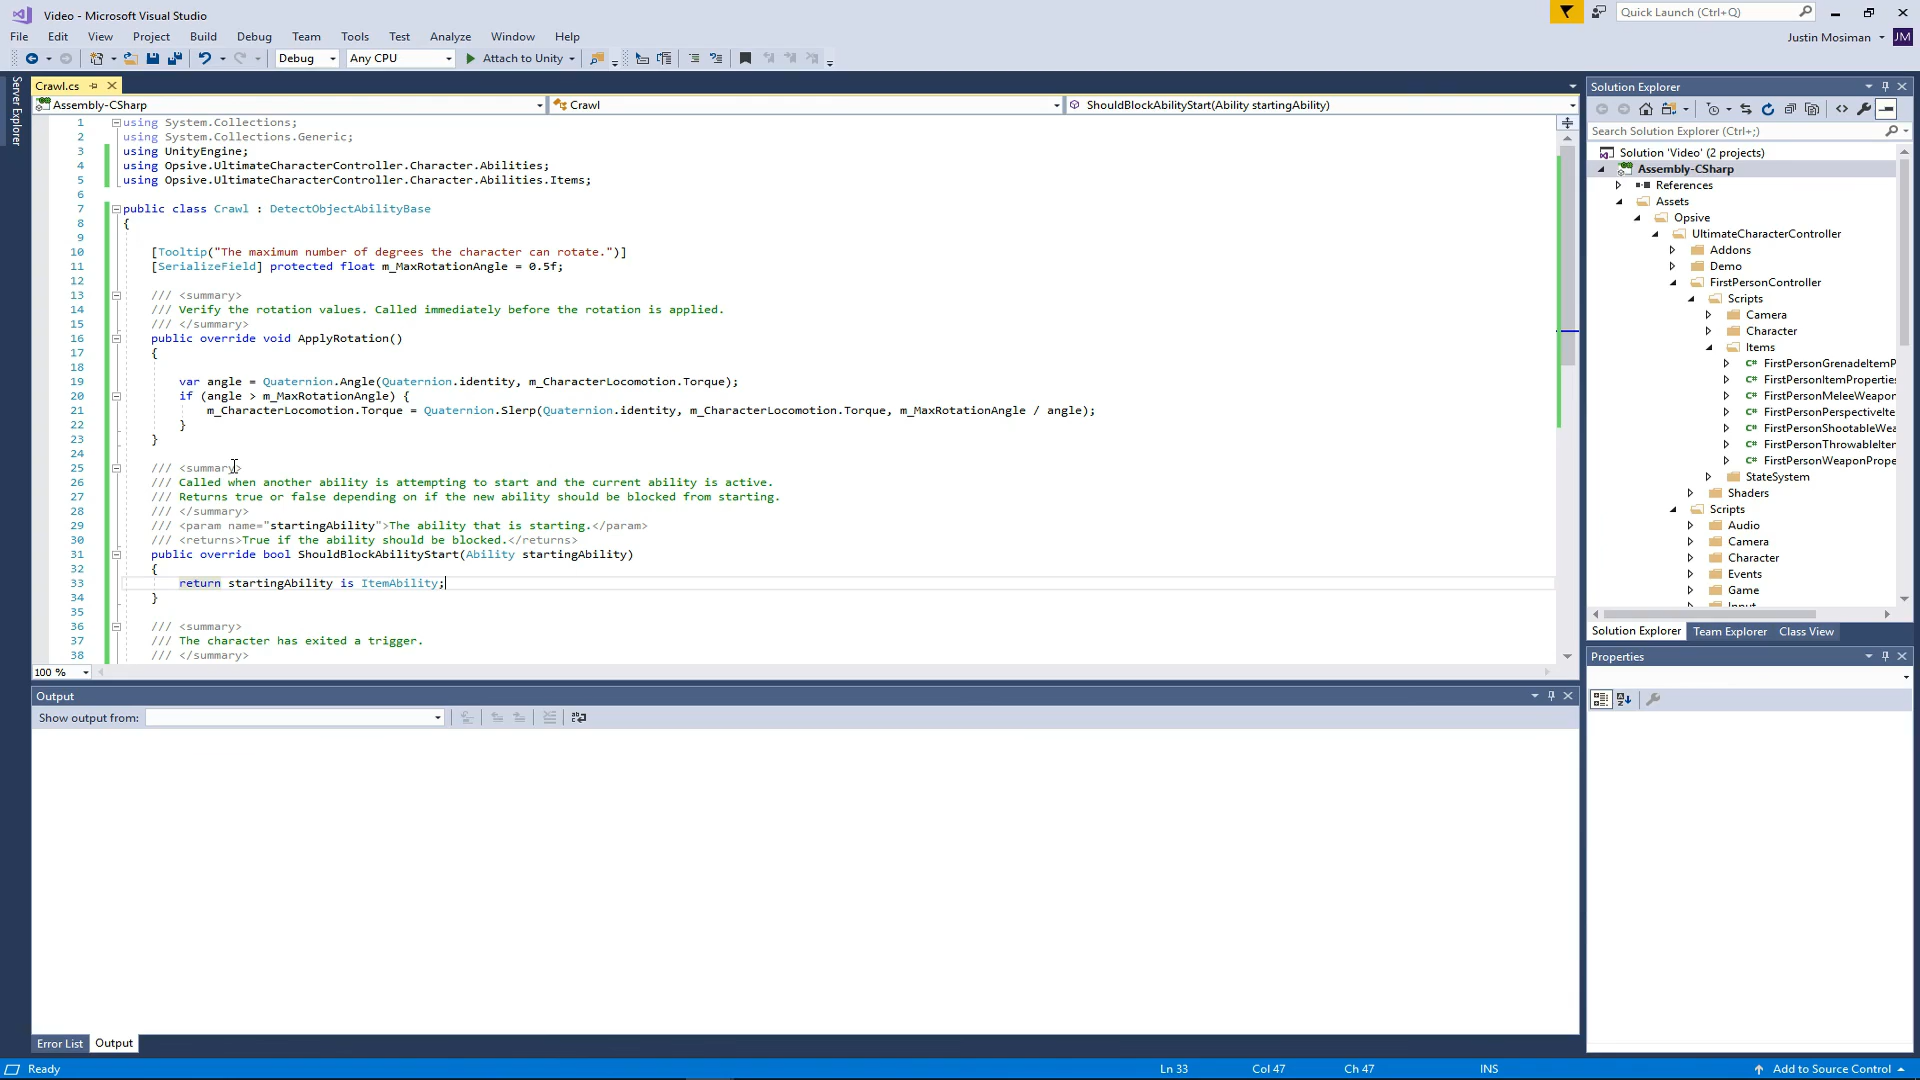 Video - Microsoft Visual Studio
Quick Launch (Ctrl+Q)
File Edit View Project Build Debug Team Tools Test Analyze Window Help
Justin Mosiman JM
Debug Any CPU Attach to Unity
Server Explorer
Crawl.cs
Assembly-CSharp Crawl ShouldBlockAbilityStart(Ability startingAbility)
1 using System.Collections;
2 using System.Collections.Generic;
3 using UnityEngine;
4 using Opsive.UltimateCharacterController.Character.Abilities;
5 using Opsive.UltimateCharacterController.Character.Abilities.Items;
6
7 public class Crawl : DetectObjectAbilityBase
8 {
9
10 [Tooltip("The maximum number of degrees the character can rotate.")]
11 [SerializeField] protected float m_MaxRotationAngle = 0.5f;
12
13 /// <summary>
14 /// Verify the rotation values. Called immediately before the rotation is applied.
15 /// </summary>
16 public override void ApplyRotation()
17 {
18
19 var angle = Quaternion.Angle(Quaternion.identity, m_CharacterLocomotion.Torque);
20 if (angle > m_MaxRotationAngle) {
21 m_CharacterLocomotion.Torque = Quaternion.Slerp(Quaternion.identity, m_CharacterLocomotion.Torque, m_MaxRotationAngle / angle);
22 }
23 }
24
25 /// <summary>
26 /// Called when another ability is attempting to start and the current ability is active.
27 /// Returns true or false depending on if the new ability should be blocked from starting.
28 /// </summary>
29 /// <param name="startingAbility">The ability that is starting.</param>
30 /// <returns>True if the ability should be blocked.</returns>
31 public override bool ShouldBlockAbilityStart(Ability startingAbility)
32 {
33 return startingAbility is ItemAbility;
34 }
35
36 /// <summary>
37 /// The character has exited a trigger.
38 /// </summary>
100 %
Solution Explorer
Search Solution Explorer (Ctrl+;)
Solution 'Video' (2 projects)
Assembly-CSharp
References
Assets
Opsive
UltimateCharacterController
Addons
Demo
FirstPersonController
Scripts
Camera
Character
Items
C# FirstPersonGrenadeItemP
C# FirstPersonItemProperties
C# FirstPersonMeleeWeapon
C# FirstPersonPerspectiveIte
C# FirstPersonShootableWea
C# FirstPersonThrowableIten
C# FirstPersonWeaponPrope
StateSystem
Shaders
Scripts
Audio
Camera
Character
Events
Game
Input
Solution Explorer Team Explorer Class View
Properties
Output
Show output from:
Error List Output
Ready Ln 33 Col 47 Ch 47 INS Add to Source Control